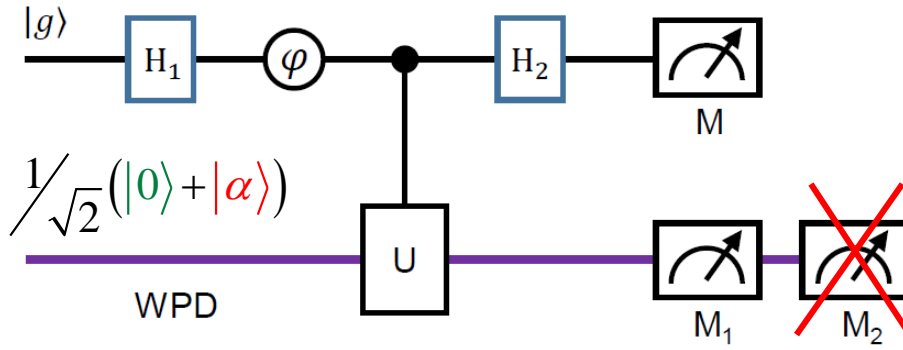 |g⟩
H₁ φ H₂
M
1/√2(|0⟩+|α⟩)
U
WPD
M₁ M₂